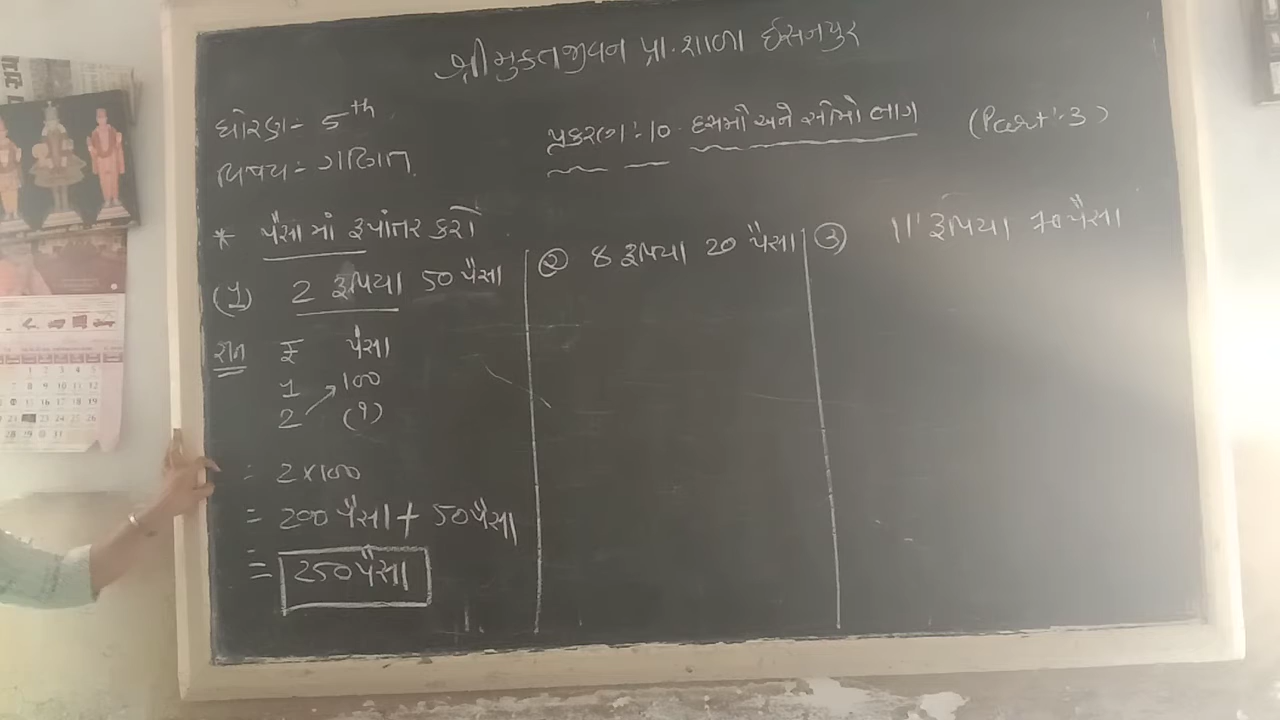 શ્રી મુક્તજીવન પ્રા. શાળા ઈસનપુર
ધોરણ:- 5th
વિષય:- ગણિત
પ્રકરણ:-10. દસમો અને સોમો ભાગ (Part:-3)
* પૈસા માં રૂપાંતર કરો
(1) 2 રૂપિયા 50 પૈસા
રીત ₹ પૈસા
1 100
2 (?)
= 2×100
= 200 પૈસા + 50 પૈસા
= 250 પૈસા
② 8 રૂપિયા 20 પૈસા
③ 11 રૂપિયા 70 પૈસા